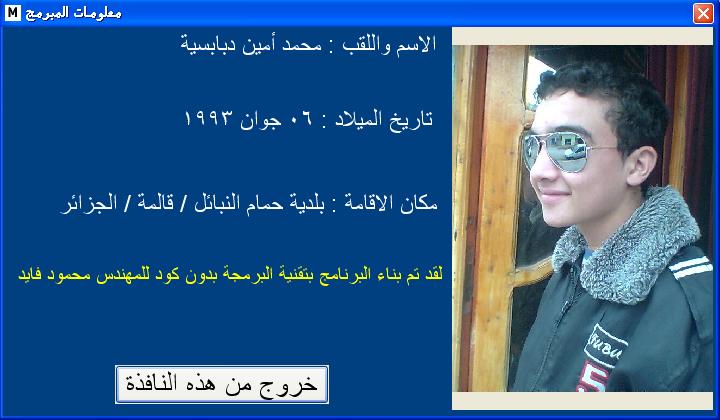 معلومات المبرمج
الاسم واللقب : محمد أمين دبابسية
تاريخ الميلاد : ٠٦ جوان ١٩٩٣
مكان الاقامة : بلدية حمام النبائل / قالمة / الجزائر
لقد تم بناء البرنامج بتقنية البرمجة بدون كود للمهندس محمود فايد
خروج من هذه النافذة
M
5